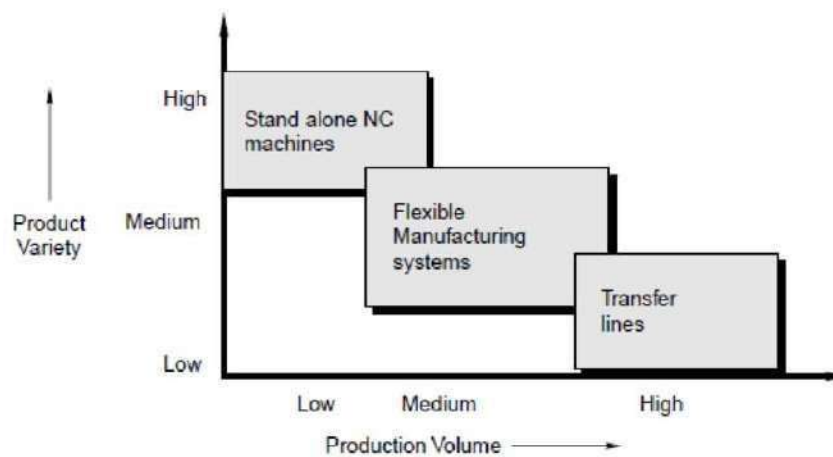 High
Stand alone NC
machines
Product
Variety
Medium
Flexible
Manufacturing
systems
Transfer
lines
Low
Low
Medium
High
Production Volume